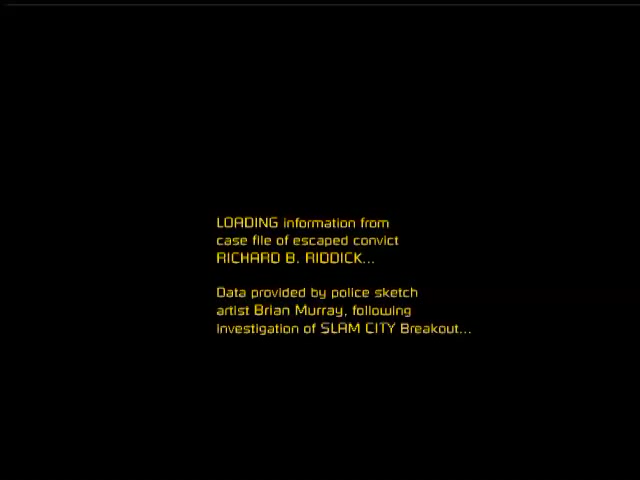 LOADING information from
case file of escaped convict
RICHARD B. RIDDICK...
Data provided by police sketch
artist Brian Murray, following
investigation of SLAM CITY Breakout...